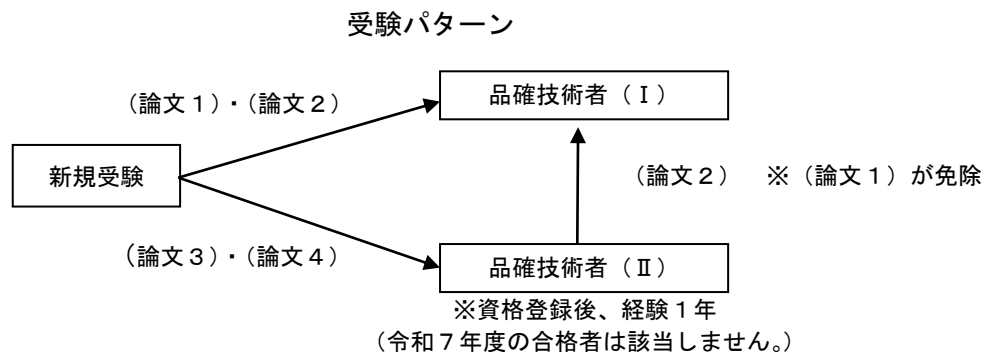 受験パターン
（論文１）・（論文２）
品確技術者（Ⅰ）
新規受験
（論文２）　※（論文１）が免除
（論文３）・（論文４）
品確技術者（Ⅱ）
※資格登録後、経験１年
（令和７年度の合格者は該当しません。）